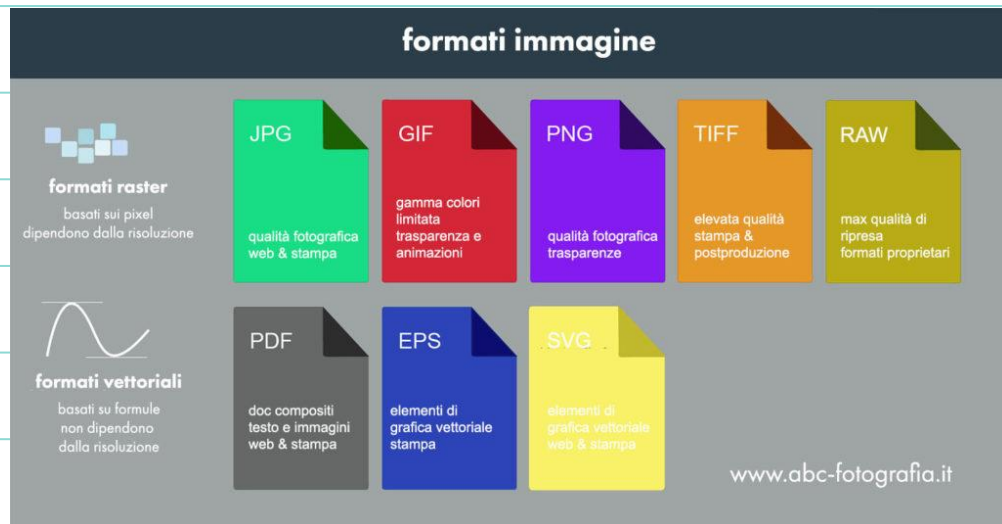 formati immagine
formati raster
basati sui pixel
dipendono dalla risoluzione
JPG
qualità fotografica
web & stampa
GIF
gamma colori
limitata
trasparenza e
animazioni
PNG
qualità fotografica
trasparenze
TIFF
elevata qualità
stampa &
postproduzione
RAW
max qualità di
ripresa
formati proprietari
formati vettoriali
basati su formule
non dipendono
dalla risoluzione
PDF
doc compositi
testo e immagini
web & stampa
EPS
elementi di
grafica vettoriale
stampa
SVG
elementi di
grafica vettoriale
web & stampa
www.abc-fotografia.it